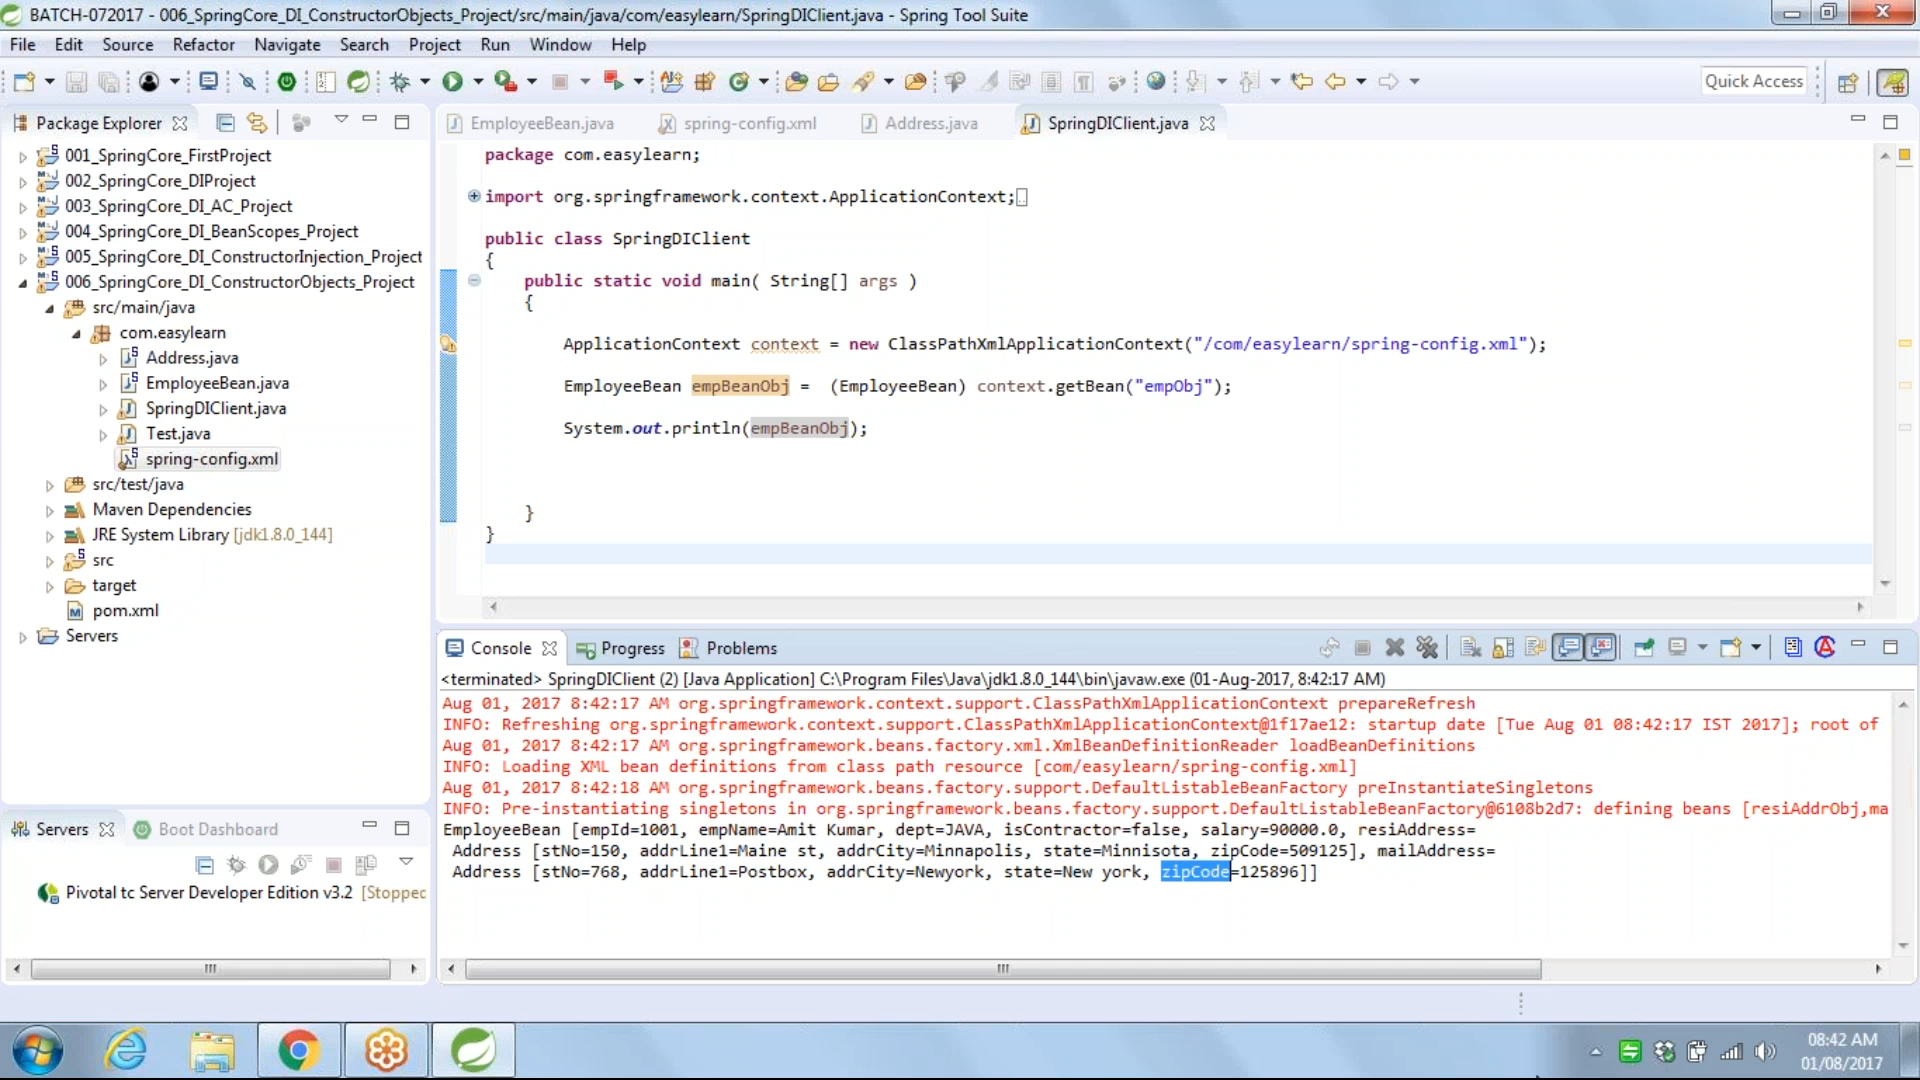 BATCH-072017 - 006_SpringCore_DI_ConstructorObjects_Project/src/main/java/com/easylearn/SpringDIClient.java - Spring Tool Suite
File Edit Source Refactor Navigate Search Project Run Window Help
Quick Access
Package Explorer
001_SpringCore_FirstProject
002_SpringCore_DIProject
003_SpringCore_DI_AC_Project
004_SpringCore_DI_BeanScopes_Project
005_SpringCore_DI_ConstructorInjection_Project
006_SpringCore_DI_ConstructorObjects_Project
src/main/java
com.easylearn
Address.java
EmployeeBean.java
SpringDIClient.java
Test.java
spring-config.xml
src/test/java
Maven Dependencies
JRE System Library [jdk1.8.0_144]
src
target
pom.xml
Servers
EmployeeBean.java spring-config.xml Address.java SpringDIClient.java
package com.easylearn;
import org.springframework.context.ApplicationContext;
public class SpringDIClient
{
public static void main( String[] args )
{
ApplicationContext context = new ClassPathXmlApplicationContext("/com/easylearn/spring-config.xml");
EmployeeBean empBeanObj = (EmployeeBean) context.getBean("empObj");
System.out.println(empBeanObj);
}
}
Console Progress Problems
<terminated> SpringDIClient (2) [Java Application] C:\Program Files\Java\jdk1.8.0_144\bin\javaw.exe (01-Aug-2017, 8:42:17 AM)
Aug 01, 2017 8:42:17 AM org.springframework.context.support.ClassPathXmlApplicationContext prepareRefresh
INFO: Refreshing org.springframework.context.support.ClassPathXmlApplicationContext@1f17ae12: startup date [Tue Aug 01 08:42:17 IST 2017]; root of
Aug 01, 2017 8:42:17 AM org.springframework.beans.factory.xml.XmlBeanDefinitionReader loadBeanDefinitions
INFO: Loading XML bean definitions from class path resource [com/easylearn/spring-config.xml]
Aug 01, 2017 8:42:18 AM org.springframework.beans.factory.support.DefaultListableBeanFactory preInstantiateSingletons
INFO: Pre-instantiating singletons in org.springframework.beans.factory.support.DefaultListableBeanFactory@6108b2d7: defining beans [resiAddrObj,ma
EmployeeBean [empId=1001, empName=Amit Kumar, dept=JAVA, isContractor=false, salary=90000.0, resiAddress=
Address [stNo=150, addrLine1=Maine st, addrCity=Minnapolis, state=Minnisota, zipCode=509125], mailAddress=
Address [stNo=768, addrLine1=Postbox, addrCity=Newyork, state=New york, zipCode=125896]]
Servers Boot Dashboard
Pivotal tc Server Developer Edition v3.2 [Stopped
08:42 AM
01/08/2017